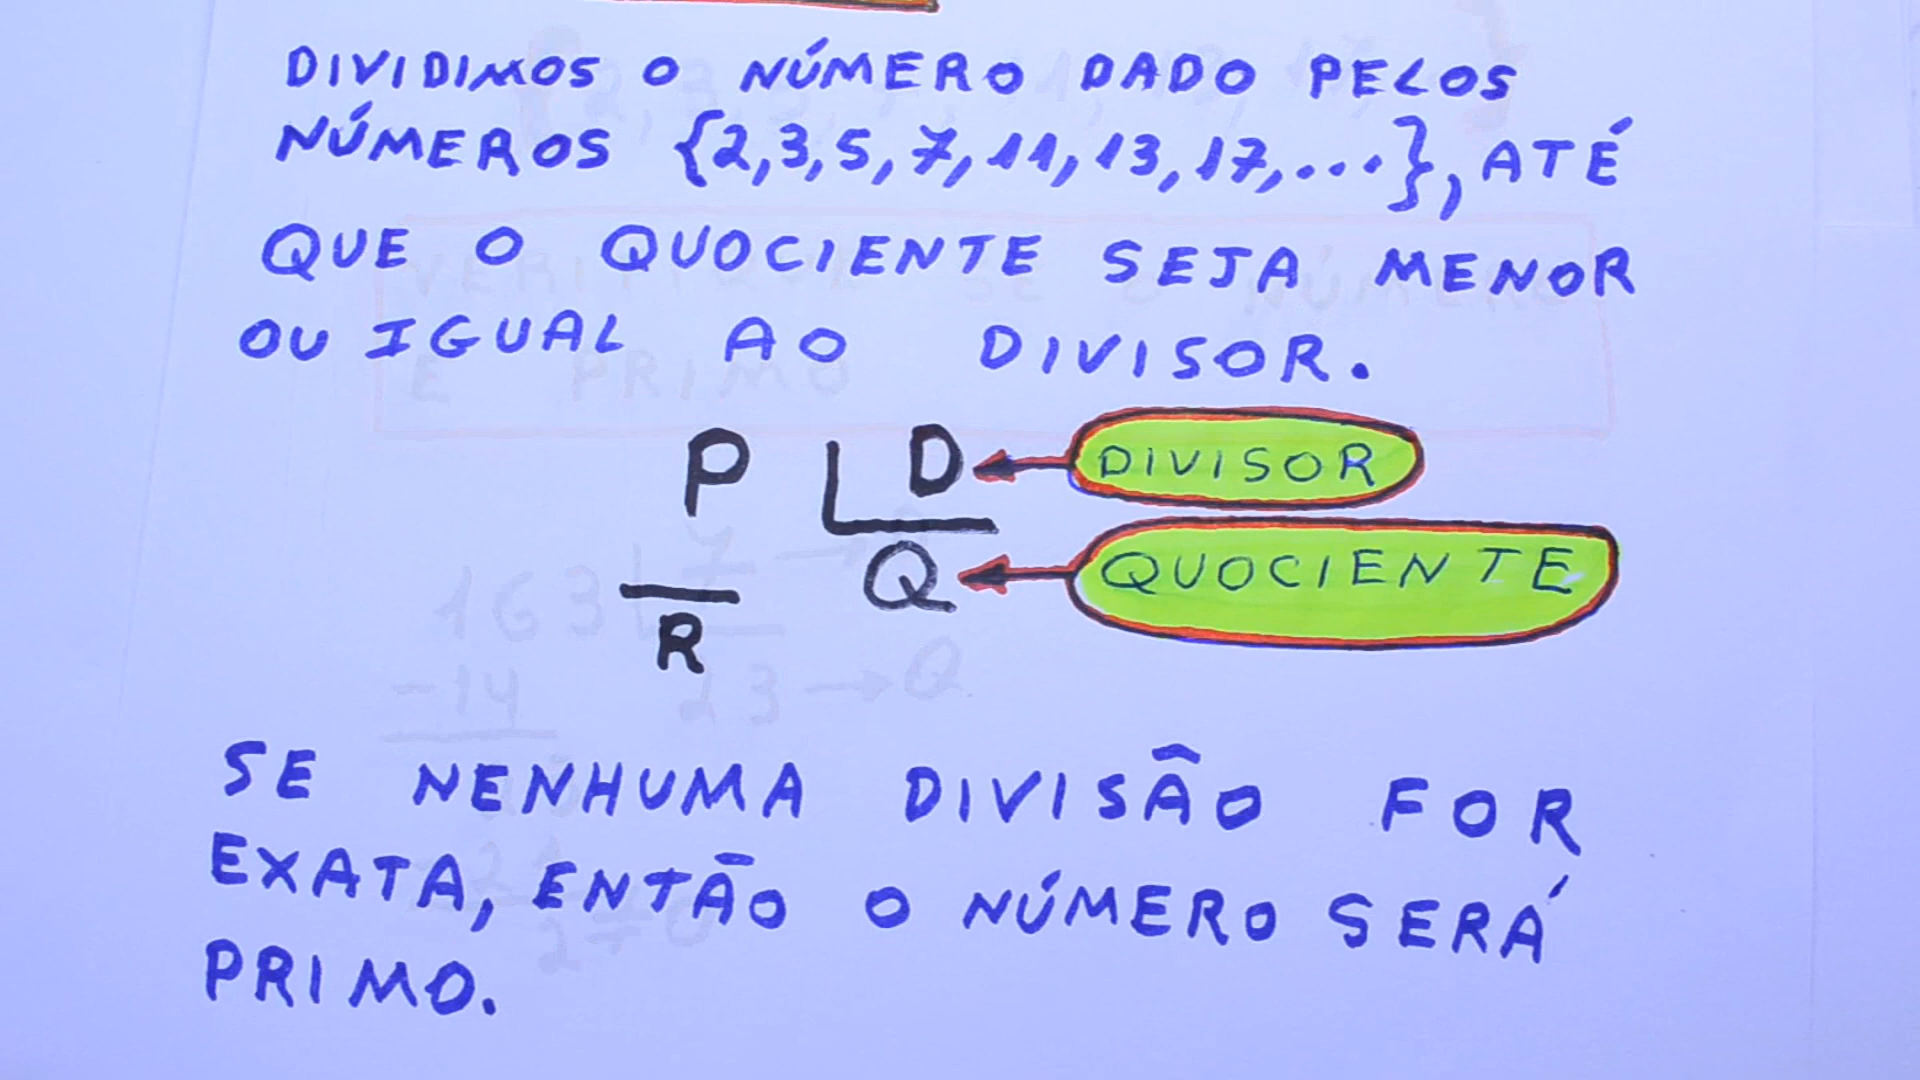 DIVIDIMOS O NÚMERO DADO PELOS
NÚMEROS {2,3,5,7,11,13,17,...}, ATÉ
QUE O QUOCIENTE SEJA MENOR
OU IGUAL AO DIVISOR.
P D DIVISOR
Q QUOCIENTE
R
SE NENHUMA DIVISÃO FOR
EXATA, ENTÃO O NÚMERO SERÁ
PRIMO.